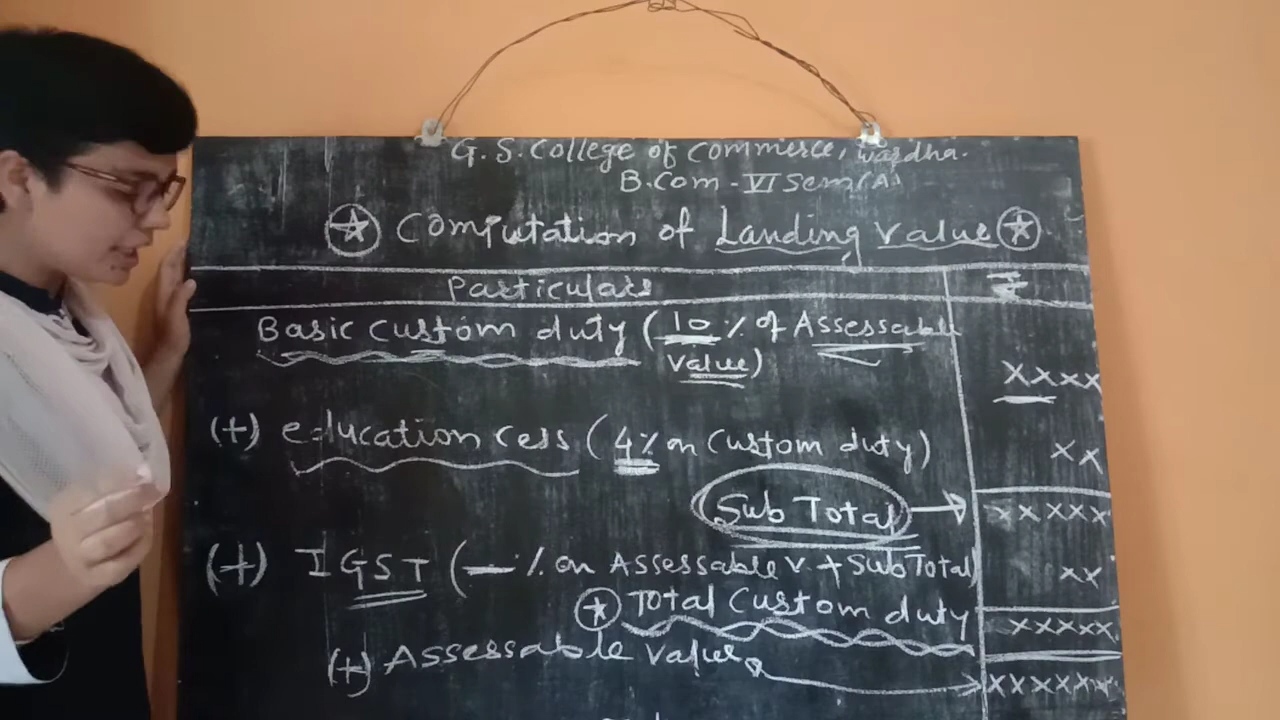 G.S. College of Commerce, Wardha.
B.Com - VI Sem (A)
Computation of Landing Value
Particulars ₹
Basic Custom duty (10% of Assessable
Value) XXXX
(+) education Cess (4% on Custom duty) XX
Sub Total → XXXXX
(+) IGST (—% on Assessable V. + Sub Total) XX
Total Custom duty XXXXX
(+) Assessable Value → XXXXXX